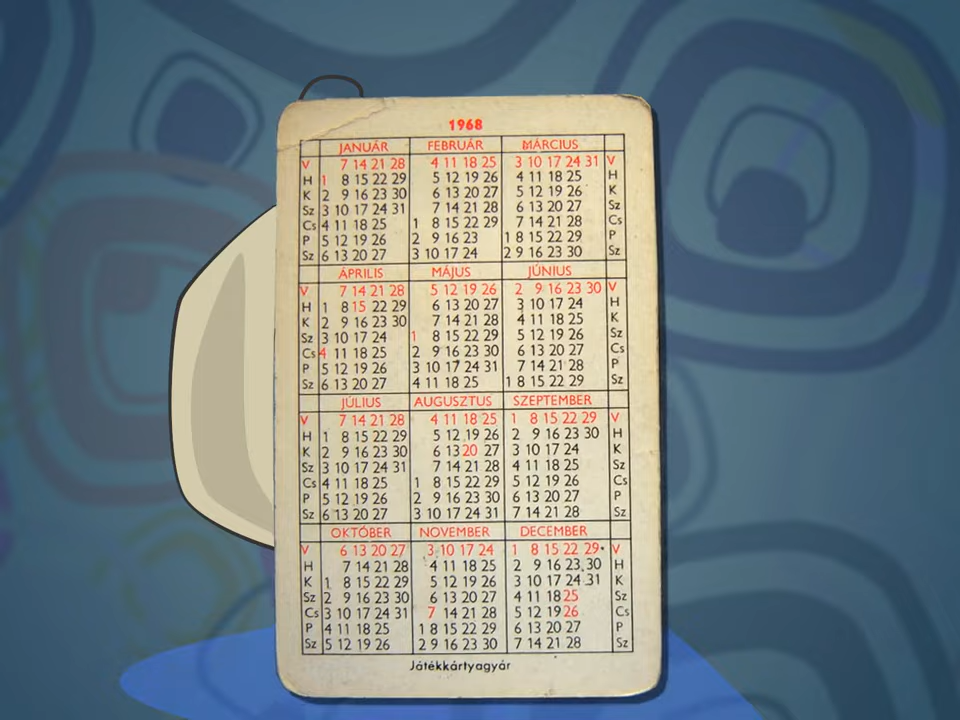 1968
JANUÁR FEBRUÁR MÁRCIUS
V 7 14 21 28 4 11 18 25 3 10 17 24 31 V
H 1 8 15 22 29 5 12 19 26 4 11 18 25 H
K 2 9 16 23 30 6 13 20 27 5 12 19 26 K
Sz 3 10 17 24 31 7 14 21 28 6 13 20 27 Sz
Cs 4 11 18 25 1 8 15 22 29 7 14 21 28 Cs
P 5 12 19 26 2 9 16 23 1 8 15 22 29 P
Sz 6 13 20 27 3 10 17 24 2 9 16 23 30 Sz
ÁPRILIS MÁJUS JÚNIUS
V 7 14 21 28 5 12 19 26 2 9 16 23 30 V
H 1 8 15 22 29 6 13 20 27 3 10 17 24 H
K 2 9 16 23 30 7 14 21 28 4 11 18 25 K
Sz 3 10 17 24 1 8 15 22 29 5 12 19 26 Sz
Cs 4 11 18 25 2 9 16 23 30 6 13 20 27 Cs
P 5 12 19 26 3 10 17 24 31 7 14 21 28 P
Sz 6 13 20 27 4 11 18 25 1 8 15 22 29 Sz
JÚLIUS AUGUSZTUS SZEPTEMBER
V 7 14 21 28 4 11 18 25 1 8 15 22 29 V
H 1 8 15 22 29 5 12 19 26 2 9 16 23 30 H
K 2 9 16 23 30 6 13 20 27 3 10 17 24 K
Sz 3 10 17 24 31 7 14 21 28 4 11 18 25 Sz
Cs 4 11 18 25 1 8 15 22 29 5 12 19 26 Cs
P 5 12 19 26 2 9 16 23 30 6 13 20 27 P
Sz 6 13 20 27 3 10 17 24 31 7 14 21 28 Sz
OKTÓBER NOVEMBER DECEMBER
V 6 13 20 27 3 10 17 24 1 8 15 22 29 V
H 7 14 21 28 4 11 18 25 2 9 16 23 30 H
K 1 8 15 22 29 5 12 19 26 3 10 17 24 31 K
Sz 2 9 16 23 30 6 13 20 27 4 11 18 25 Sz
Cs 3 10 17 24 31 7 14 21 28 5 12 19 26 Cs
P 4 11 18 25 1 8 15 22 29 6 13 20 27 P
Sz 5 12 19 26 2 9 16 23 30 7 14 21 28 Sz
Játékkártyagyár